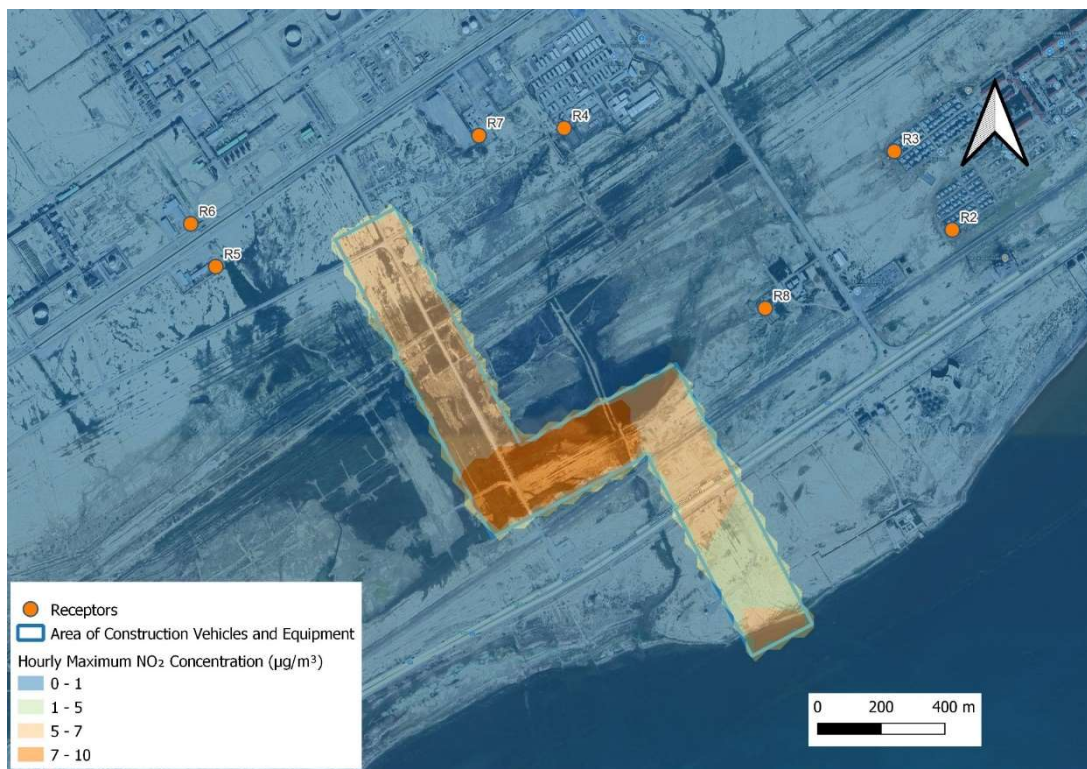 R4
R7
R3
R6
R2
R5
R8
Receptors
Area of Construction Vehicles and Equipment
Hourly Maximum NO₂ Concentration (µg/m³)
0 - 1
1 - 5
5 - 7
7 - 10
0 200 400 m